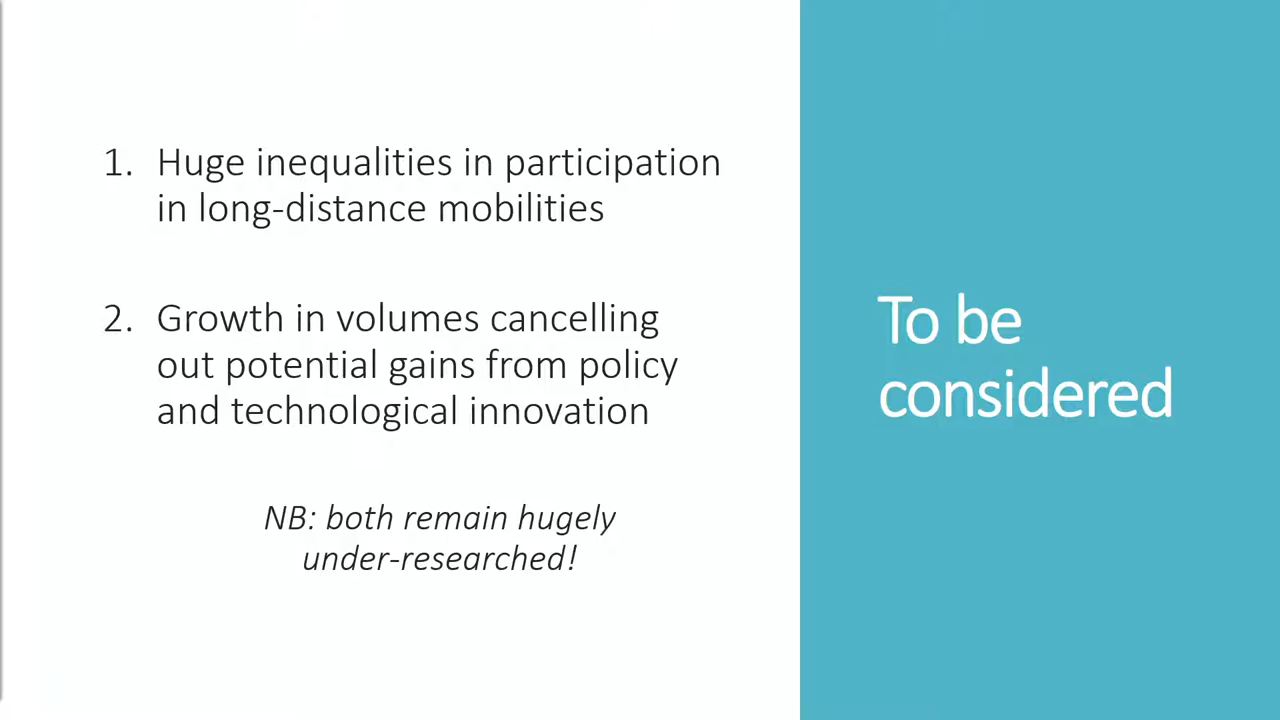 1. Huge inequalities in participation
in long-distance mobilities
2. Growth in volumes cancelling
out potential gains from policy
and technological innovation
NB: both remain hugely
under-researched!
To be
considered